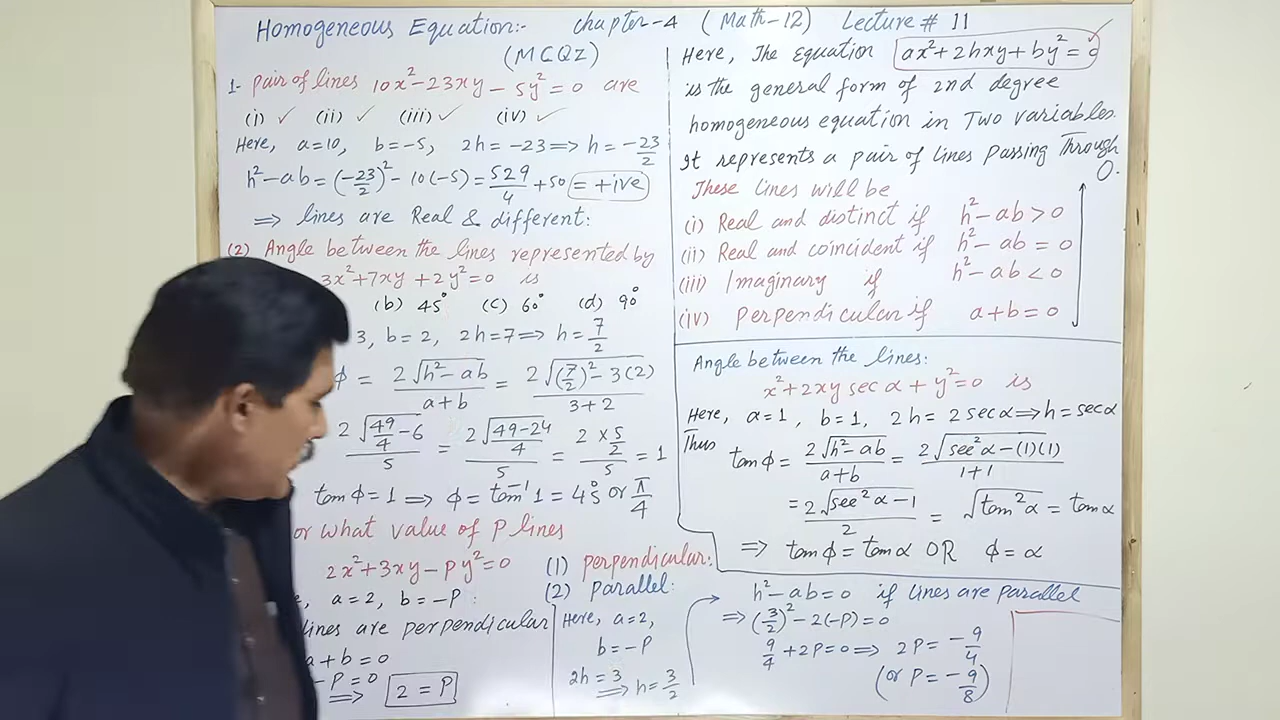 Homogeneous Equation:- Chapter-4 (Math-12) Lecture # 11
(MCQZ)
1- Pair of lines 10x²-23xy-5y²=0 are
(i) ✓ (ii) ✓ (iii) ✓ (iv) ✓
Here, a=10, b=-5, 2h=-23⟹h=-23/2
h²-ab=(-23/2)²-10(-5)=529/4+50=+ive
⟹ lines are Real & different:
(2) Angle between the lines represented by
3x²+7xy+2y²=0 is
(b) 45° (c) 60° (d) 90°
3, b=2, 2h=7⟹h=7/2
ϕ = 2√(h²-ab)/(a+b) = 2√((7/2)²-3(2))/(3+2)
2√(49/4-6)/5 = 2√((49-24)/4)/5 = (2×5/2)/5 = 1
tanϕ=1 ⟹ ϕ=tan⁻¹1=45° or π/4
or what value of P lines
2x²+3xy-Py²=0 (1) perpendicular:
(2) Parallel:
a=2, b=-P:
lines are perpendicular
a+b=0
-P=0
⟹ 2=P
Here, a=2,
b=-P
2h=3
⟹h=3/2
Here, The equation ax²+2hxy+by²=0
is the general form of 2nd degree
homogeneous equation in Two variables.
It represents a pair of lines Passing Through
O.
These lines will be
(i) Real and distinct if h²-ab>0
(ii) Real and coincident if h²-ab=0
(iii) Imaginary if h²-ab<0
(iv) perpendicular if a+b=0
Angle between the lines:
x²+2xy sec α+y²=0 is
Here, a=1, b=1, 2h=2secα⟹h=secα
Thus
tanϕ=2√(h²-ab)/(a+b)=2√(sec²α-(1)(1))/(1+1)
=2√(sec²α-1)/2 = √(tan²α)=tanα
⟹ tanϕ=tanα OR ϕ=α
h²-ab=0 if lines are parallel
⟹(3/2)²-2(-P)=0
9/4+2P=0⟹ 2P=-9/4
(or P=-9/8)